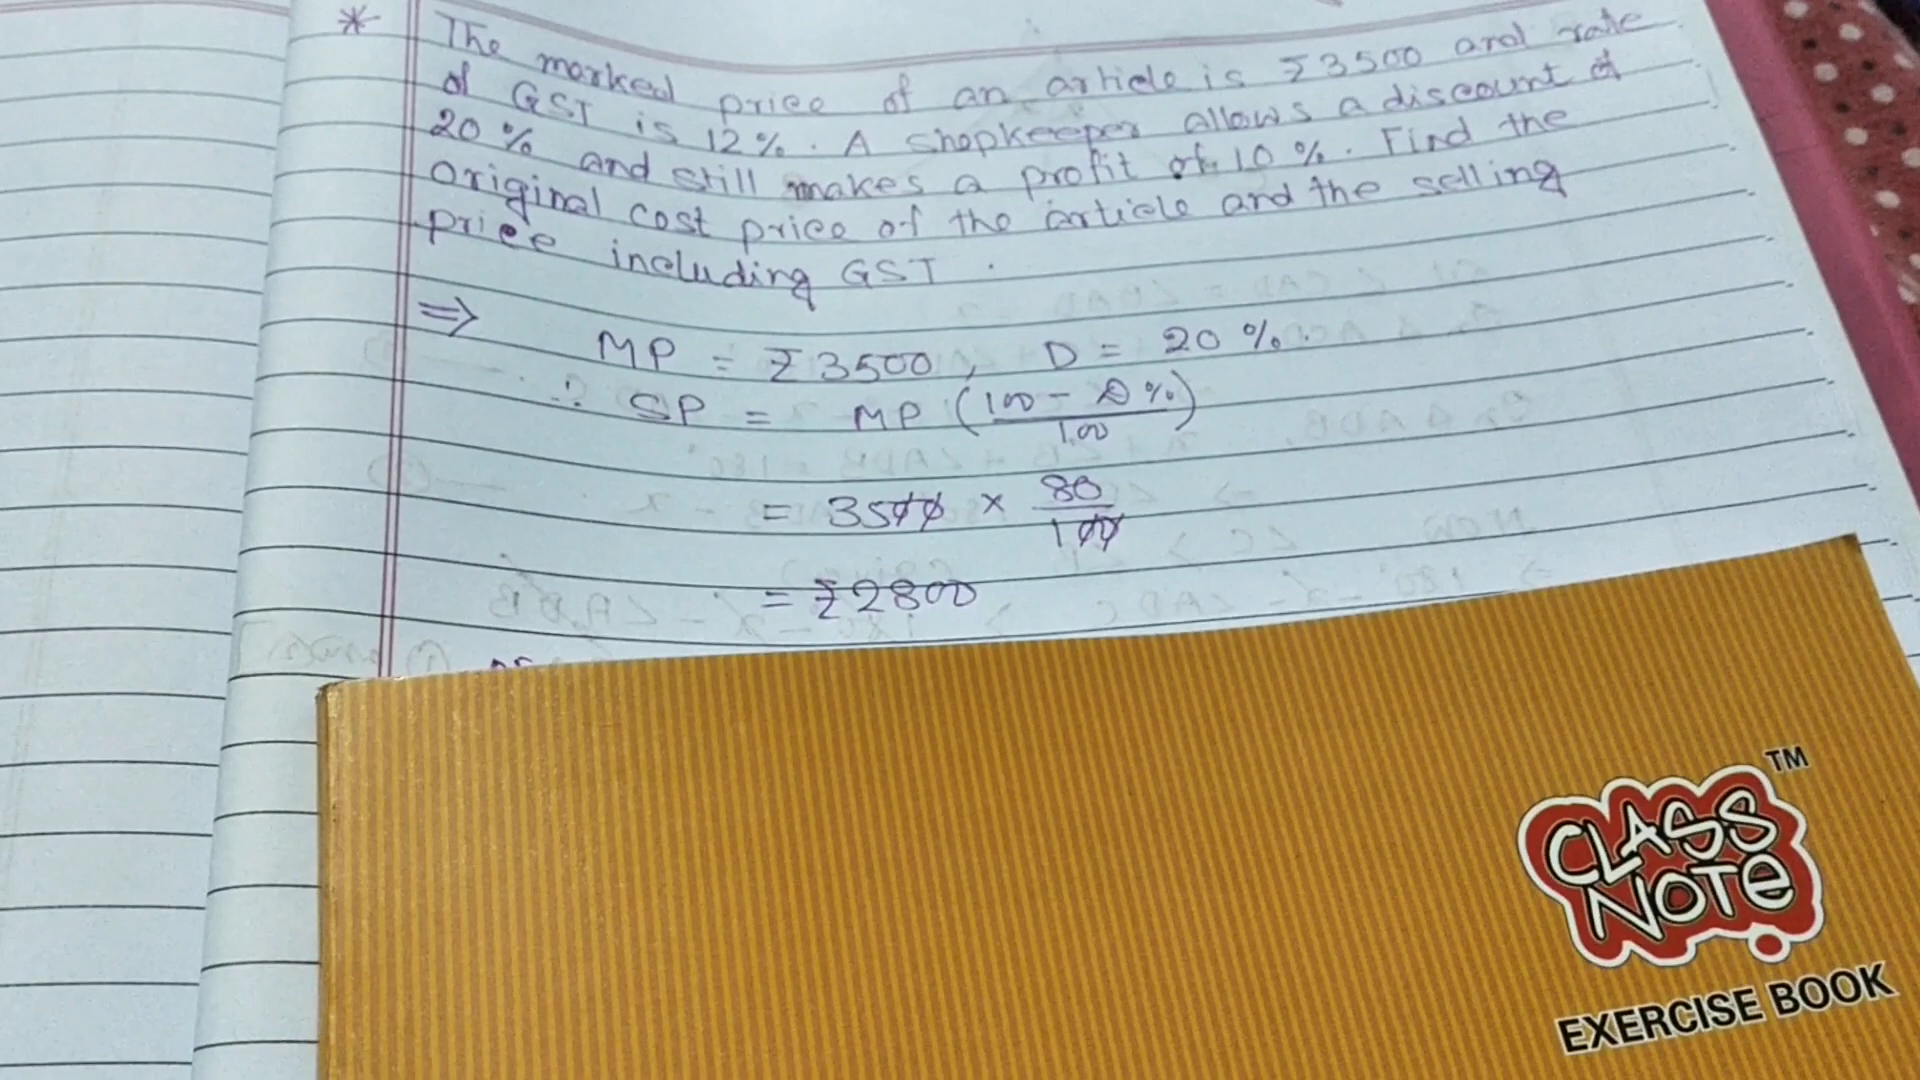 * The marked price of an article is ₹3500 and rate
of GST is 12%. A shopkeeper allows a discount of
20% and still makes a profit of 10%. Find the
original cost price of the article and the selling
price including GST.
⇒ MP = ₹3500, D = 20%.
∴ SP = MP (100 - D%/100)
= 3500 × 80/100
= ₹2800
CLASS NOTE TM
EXERCISE BOOK